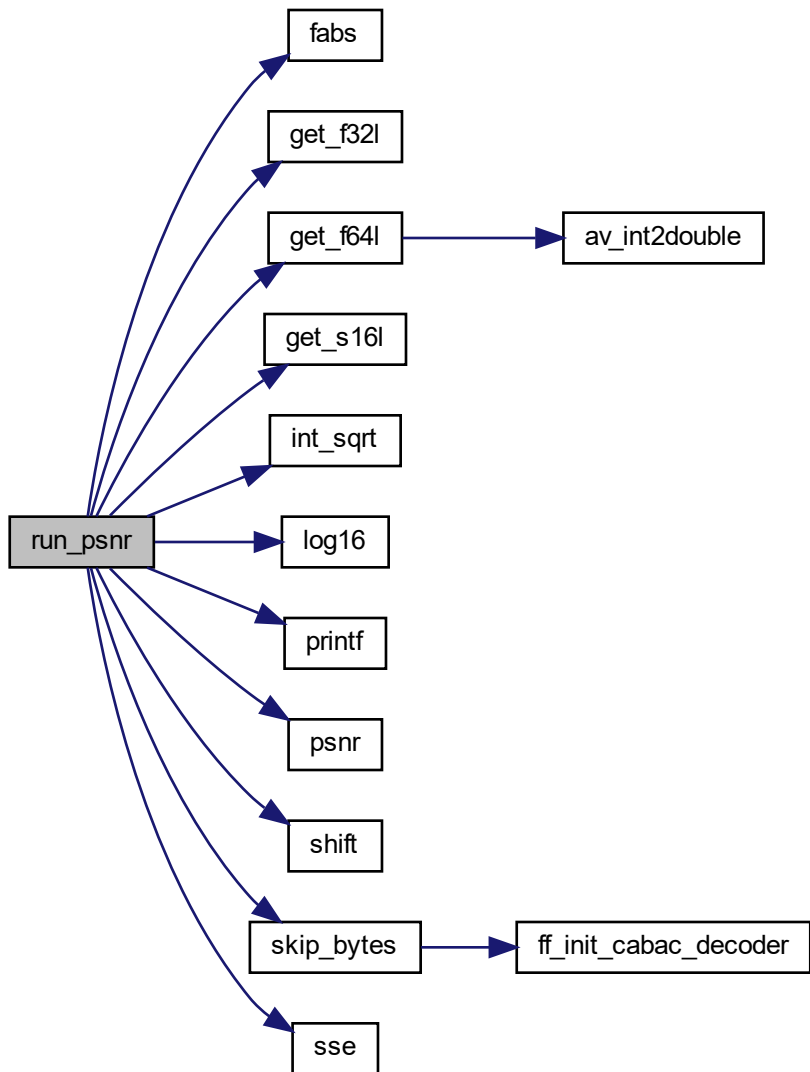 fabs
get_f32l
get_f64l
av_int2double
get_s16l
int_sqrt
run_psnr
log16
printf
psnr
shift
skip_bytes
ff_init_cabac_decoder
sse